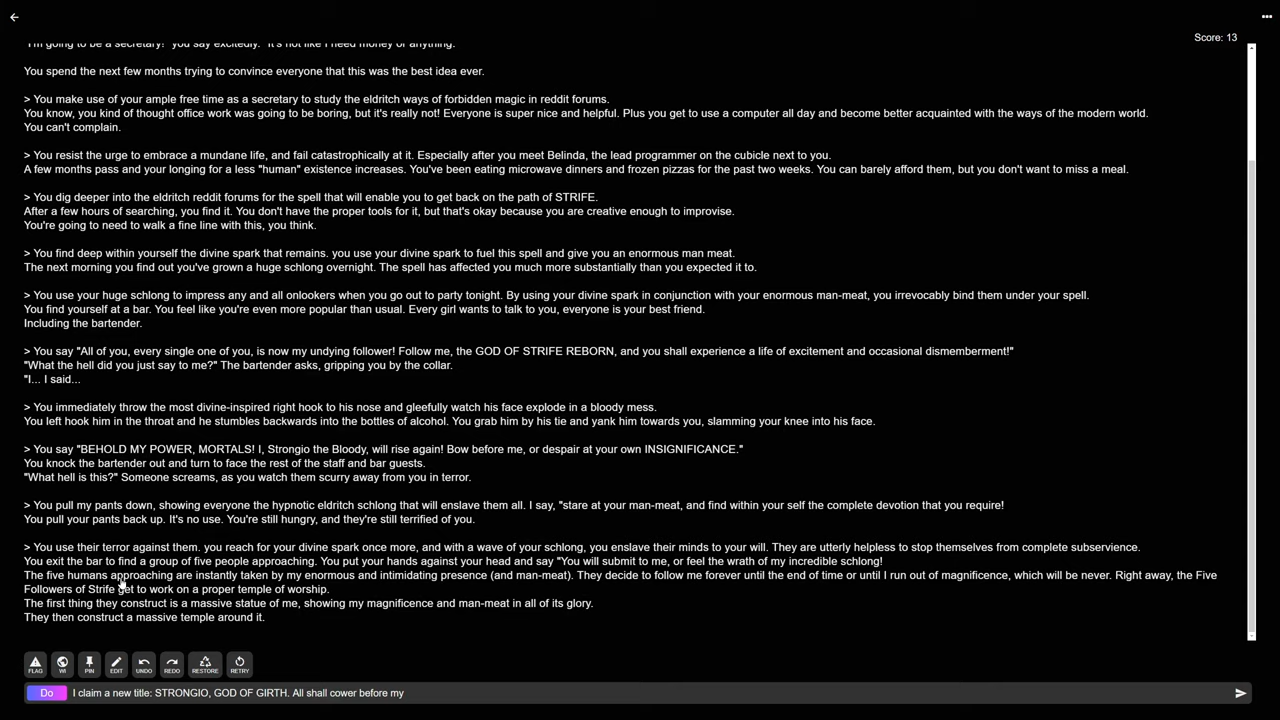 Score: 13
"I'm going to be a secretary!" you say excitedly. "It's not like I need money or anything."
You spend the next few months trying to convince everyone that this was the best idea ever.
> You make use of your ample free time as a secretary to study the eldritch ways of forbidden magic in reddit forums.
You know, you kind of thought office work was going to be boring, but it's really not! Everyone is super nice and helpful. Plus you get to use a computer all day and become better acquainted with the ways of the modern world.
You can't complain.
> You resist the urge to embrace a mundane life, and fail catastrophically at it. Especially after you meet Belinda, the lead programmer on the cubicle next to you.
A few months pass and your longing for a less "human" existence increases. You've been eating microwave dinners and frozen pizzas for the past two weeks. You can barely afford them, but you don't want to miss a meal.
> You dig deeper into the eldritch reddit forums for the spell that will enable you to get back on the path of STRIFE.
After a few hours of searching, you find it. You don't have the proper tools for it, but that's okay because you are creative enough to improvise.
You're going to need to walk a fine line with this, you think.
> You find deep within yourself the divine spark that remains. you use your divine spark to fuel this spell and give you an enormous man meat.
The next morning you find out you've grown a huge schlong overnight. The spell has affected you much more substantially than you expected it to.
> You use your huge schlong to impress any and all onlookers when you go out to party tonight. By using your divine spark in conjunction with your enormous man-meat, you irrevocably bind them under your spell.
You find yourself at a bar. You feel like you're even more popular than usual. Every girl wants to talk to you, everyone is your best friend.
Including the bartender.
> You say "All of you, every single one of you, is now my undying follower! Follow me, the GOD OF STRIFE REBORN, and you shall experience a life of excitement and occasional dismemberment!"
"What the hell did you just say to me?" The bartender asks, gripping you by the collar.
"I... I said...
> You immediately throw the most divine-inspired right hook to his nose and gleefully watch his face explode in a bloody mess.
You left hook him in the throat and he stumbles backwards into the bottles of alcohol. You grab him by his tie and yank him towards you, slamming your knee into his face.
> You say "BEHOLD MY POWER, MORTALS! I, Strongio the Bloody, will rise again! Bow before me, or despair at your own INSIGNIFICANCE."
You knock the bartender out and turn to face the rest of the staff and bar guests.
"What hell is this?" Someone screams, as you watch them scurry away from you in terror.
> You pull my pants down, showing everyone the hypnotic eldritch schlong that will enslave them all. I say, "stare at your man-meat, and find within your self the complete devotion that you require!
You pull your pants back up. It's no use. You're still hungry, and they're still terrified of you.
> You use their terror against them. you reach for your divine spark once more, and with a wave of your schlong, you enslave their minds to your will. They are utterly helpless to stop themselves from complete subservience.
You exit the bar to find a group of five people approaching. You put your hands against your head and say "You will submit to me, or feel the wrath of my incredible schlong!
The five humans approaching are instantly taken by my enormous and intimidating presence (and man-meat). They decide to follow me forever until the end of time or until I run out of magnificence, which will be never. Right away, the Five
Followers of Strife get to work on a proper temple of worship.
The first thing they construct is a massive statue of me, showing my magnificence and man-meat in all of its glory.
They then construct a massive temple around it.
FLAG WI PIN EDIT UNDO REDO RESTORE RETRY
Do I claim a new title: STRONGIO, GOD OF GIRTH. All shall cower before my